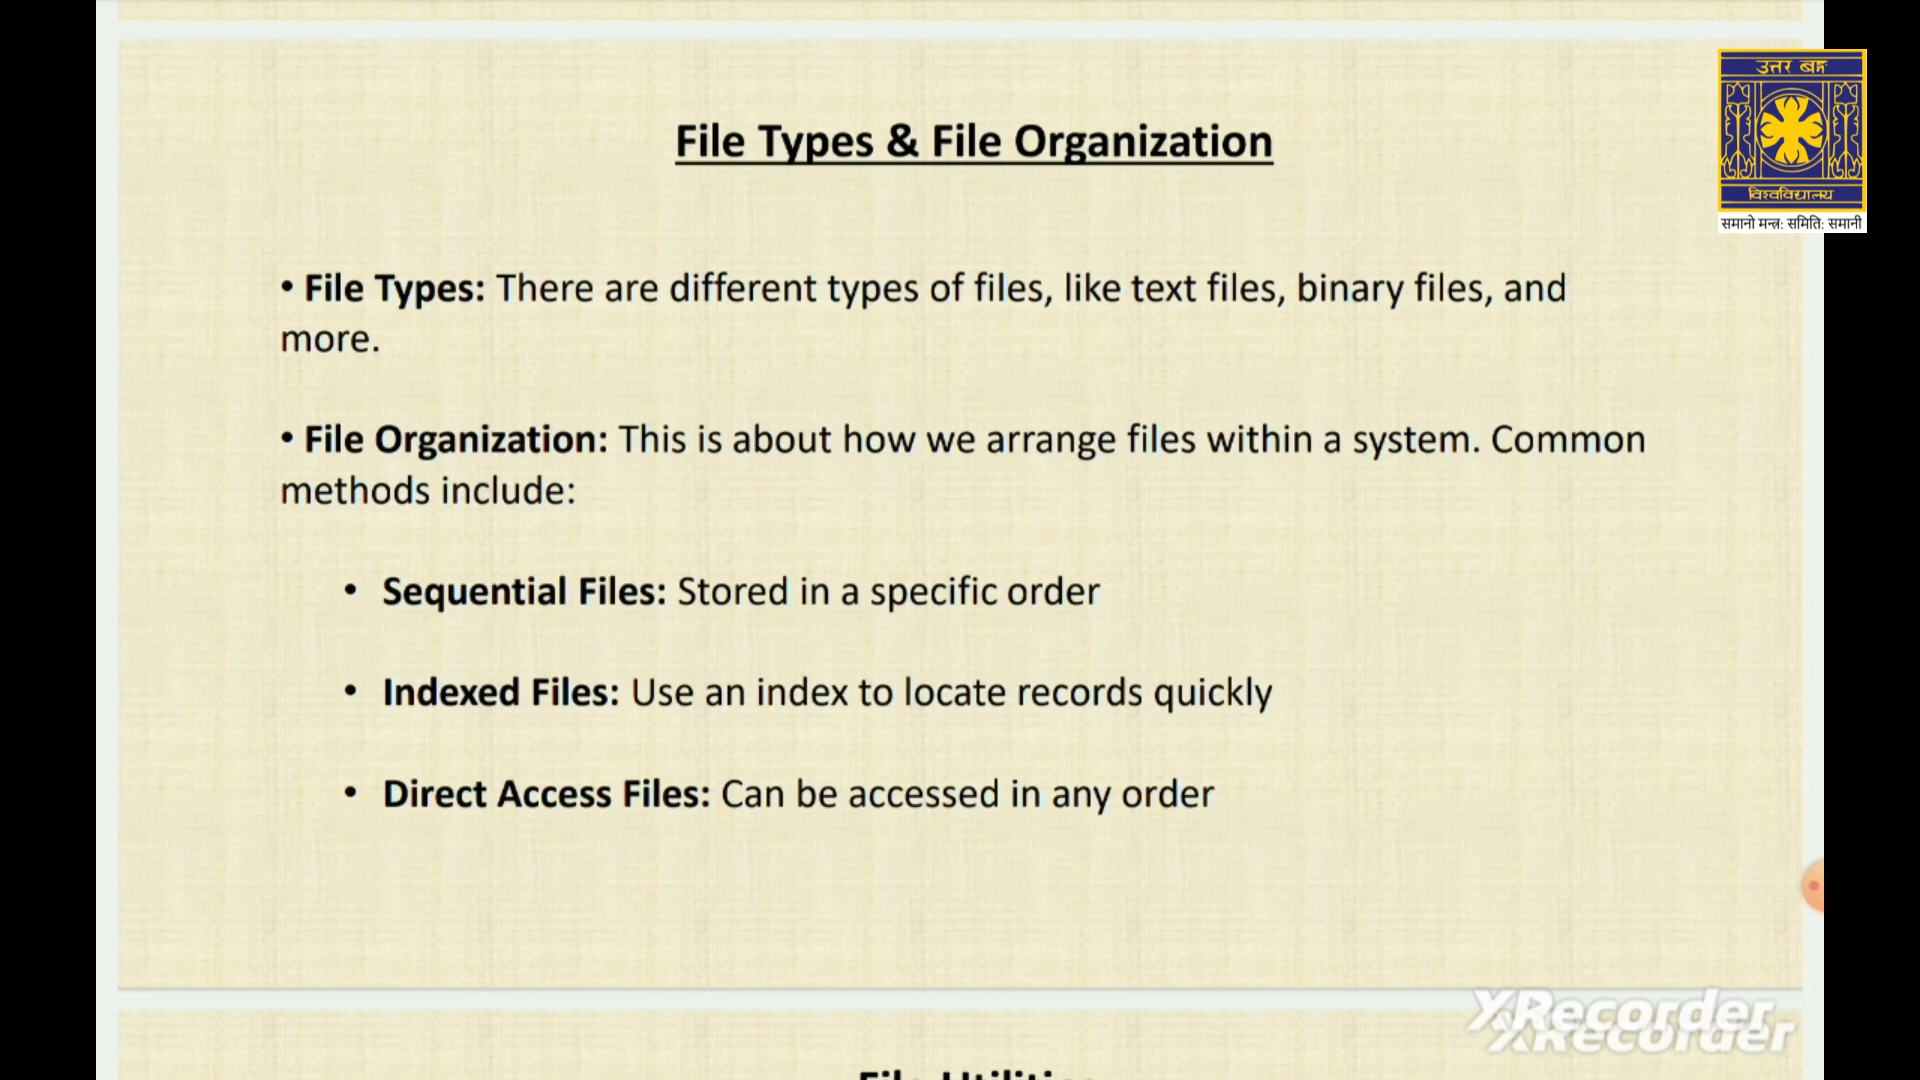 उत्तर बङ्ग
File Types & File Organization
विश्वविद्यालय
समानो मन्त्र: समिति: समानी
• File Types: There are different types of files, like text files, binary files, and
more.
• File Organization: This is about how we arrange files within a system. Common
methods include:
• Sequential Files: Stored in a specific order
• Indexed Files: Use an index to locate records quickly
• Direct Access Files: Can be accessed in any order
XRecorder
XRecorder
File Utilities